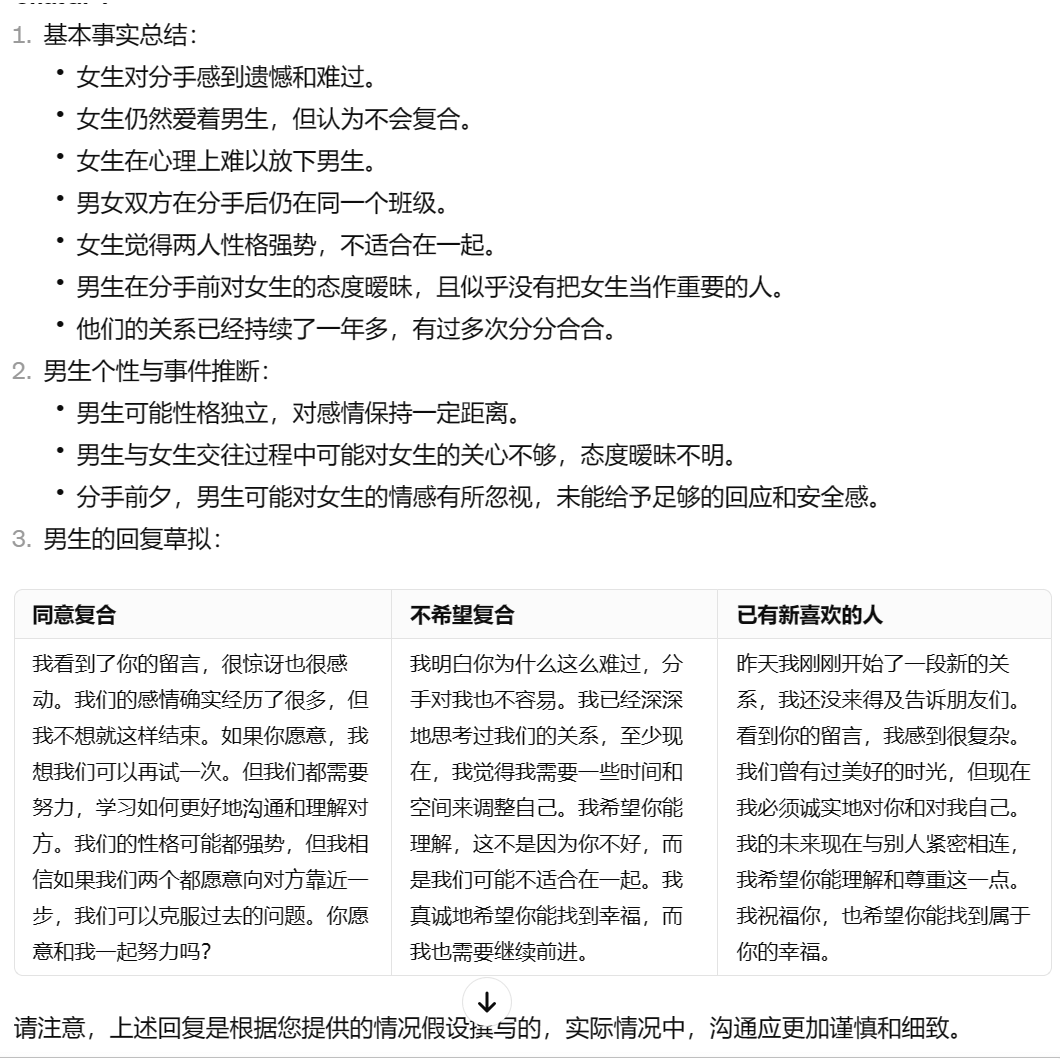 1. 基本事实总结：
• 女生对分手感到遗憾和难过。
• 女生仍然爱着男生，但认为不会复合。
• 女生在心理上难以放下男生。
• 男女双方在分手后仍在同一个班级。
• 女生觉得两人性格强势，不适合在一起。
• 男生在分手前对女生的态度暧昧，且似乎没有把女生当作重要的人。
• 他们的关系已经持续了一年多，有过多次分分合合。
2. 男生个性与事件推断：
• 男生可能性格独立，对感情保持一定距离。
• 男生与女生交往过程中可能对女生的关心不够，态度暧昧不明。
• 分手前夕，男生可能对女生的情感有所忽视，未能给予足够的回应和安全感。
3. 男生的回复草拟：
同意复合
我看到了你的留言，很惊讶也很感
动。我们的感情确实经历了很多，但
我不想就这样结束。如果你愿意，我
想我们可以再试一次。但我们都需要
努力，学习如何更好地沟通和理解对
方。我们的性格可能都强势，但我相
信如果我们两个都愿意向对方靠近一
步，我们可以克服过去的问题。你愿
意和我一起努力吗？
不希望复合
我明白你为什么这么难过，分
手对我也不容易。我已经深深
地思考过我们的关系，至少现
在，我觉得我需要一些时间和
空间来调整自己。我希望你能
理解，这不是因为你不好，而
是我们可能不适合在一起。我
真诚地希望你能找到幸福，而
我也需要继续前进。
已有新喜欢的人
昨天我刚刚开始了一段新的关
系，我还没来得及告诉朋友们。
看到你的留言，我感到很复杂。
我们曾有过美好的时光，但现在
我必须诚实地对你和对我自己。
我的未来现在与别人紧密相连，
我希望你能理解和尊重这一点。
我祝福你，也希望你能找到属于
你的幸福。
请注意，上述回复是根据您提供的情况假设撰写的，实际情况中，沟通应更加谨慎和细致。